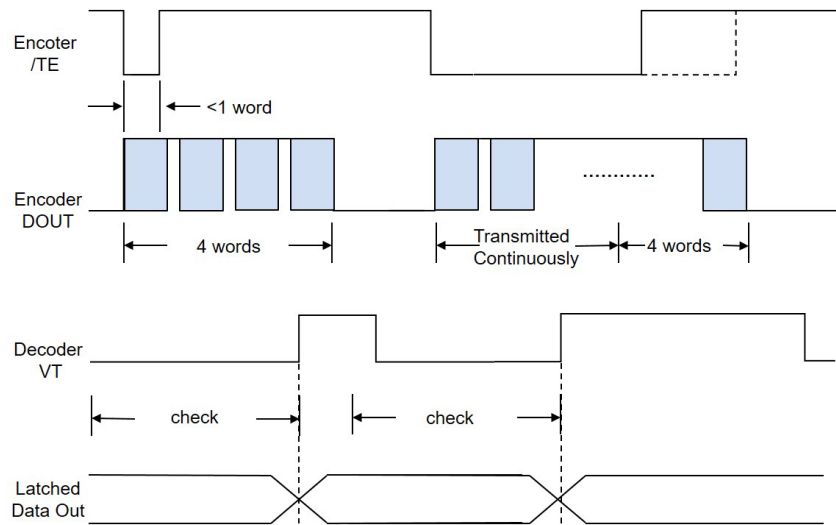 Encoter
/TE
<1 word
Encoder
DOUT
4 words
Transmitted
Continuously
4 words
Decoder
VT
check
check
Latched
Data Out